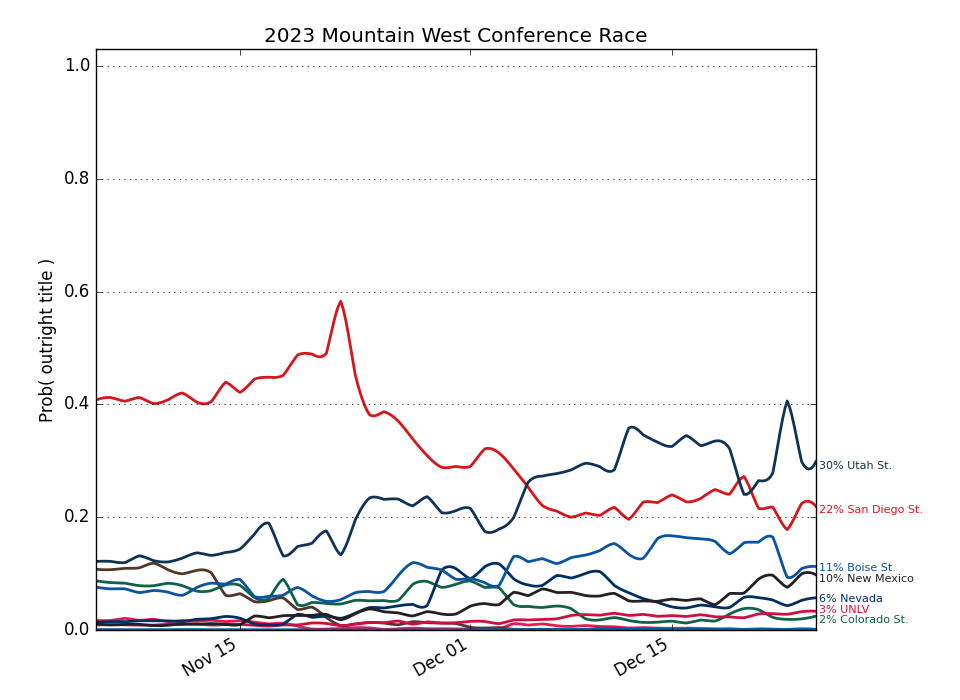 2023 Mountain West Conference Race
Prob( outright title )
1.0
0.8
0.6
0.4
0.2
0.0
Nov 15
Dec 01
Dec 15
30% Utah St.
22% San Diego St.
11% Boise St.
10% New Mexico
6% Nevada
3% UNLV
2% Colorado St.